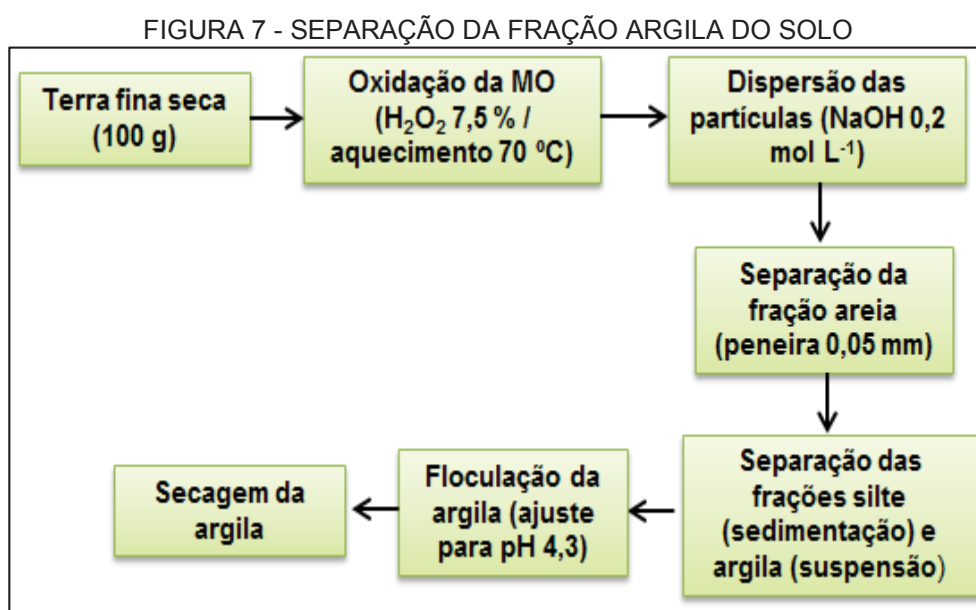 FIGURA 7 - SEPARAÇÃO DA FRAÇÃO ARGILA DO SOLO
Terra fina seca
(100 g)
Oxidação da MO
(H₂O₂ 7,5 % /
aquecimento 70 ⁰C)
Dispersão das
partículas (NaOH 0,2
mol L⁻¹)
Separação da
fração areia
(peneira 0,05 mm)
Separação das
frações silte
(sedimentação) e
argila (suspensão)
Floculação da
argila (ajuste
para pH 4,3)
Secagem da
argila